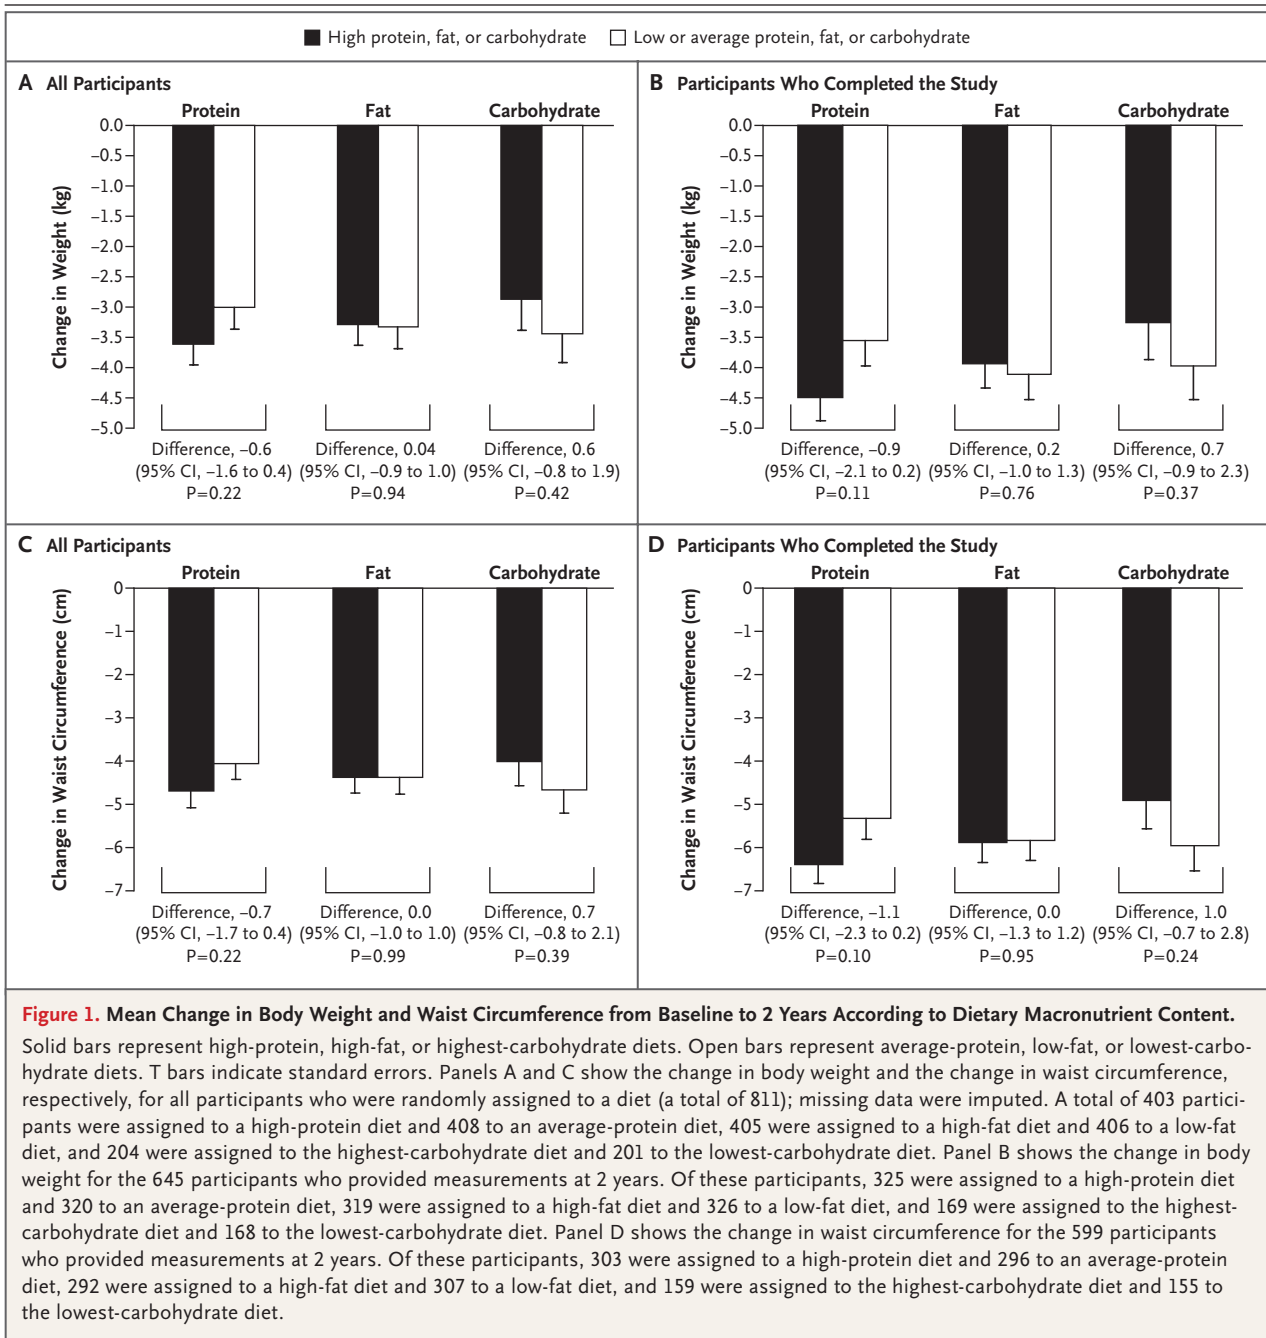 High protein, fat, or carbohydrate Low or average protein, fat, or carbohydrate
A All Participants
Protein Fat Carbohydrate
Change in Weight (kg)
0.0
−0.5
−1.0
−1.5
−2.0
−2.5
−3.0
−3.5
−4.0
−4.5
−5.0
Difference, −0.6 Difference, 0.04 Difference, 0.6
(95% CI, −1.6 to 0.4) (95% CI, −0.9 to 1.0) (95% CI, −0.8 to 1.9)
P=0.22 P=0.94 P=0.42
B Participants Who Completed the Study
Protein Fat Carbohydrate
Change in Weight (kg)
0.0
−0.5
−1.0
−1.5
−2.0
−2.5
−3.0
−3.5
−4.0
−4.5
−5.0
Difference, −0.9 Difference, 0.2 Difference, 0.7
(95% CI, −2.1 to 0.2) (95% CI, −1.0 to 1.3) (95% CI, −0.9 to 2.3)
P=0.11 P=0.76 P=0.37
C All Participants
Protein Fat Carbohydrate
Change in Waist Circumference (cm)
0
−1
−2
−3
−4
−5
−6
−7
Difference, −0.7 Difference, 0.0 Difference, 0.7
(95% CI, −1.7 to 0.4) (95% CI, −1.0 to 1.0) (95% CI, −0.8 to 2.1)
P=0.22 P=0.99 P=0.39
D Participants Who Completed the Study
Protein Fat Carbohydrate
Change in Waist Circumference (cm)
0
−1
−2
−3
−4
−5
−6
−7
Difference, −1.1 Difference, 0.0 Difference, 1.0
(95% CI, −2.3 to 0.2) (95% CI, −1.3 to 1.2) (95% CI, −0.7 to 2.8)
P=0.10 P=0.95 P=0.24
Figure 1. Mean Change in Body Weight and Waist Circumference from Baseline to 2 Years According to Dietary Macronutrient Content.
Solid bars represent high-protein, high-fat, or highest-carbohydrate diets. Open bars represent average-protein, low-fat, or lowest-carbo-
hydrate diets. T bars indicate standard errors. Panels A and C show the change in body weight and the change in waist circumference,
respectively, for all participants who were randomly assigned to a diet (a total of 811); missing data were imputed. A total of 403 partici-
pants were assigned to a high-protein diet and 408 to an average-protein diet, 405 were assigned to a high-fat diet and 406 to a low-fat
diet, and 204 were assigned to the highest-carbohydrate diet and 201 to the lowest-carbohydrate diet. Panel B shows the change in body
weight for the 645 participants who provided measurements at 2 years. Of these participants, 325 were assigned to a high-protein diet
and 320 to an average-protein diet, 319 were assigned to a high-fat diet and 326 to a low-fat diet, and 169 were assigned to the highest-
carbohydrate diet and 168 to the lowest-carbohydrate diet. Panel D shows the change in waist circumference for the 599 participants
who provided measurements at 2 years. Of these participants, 303 were assigned to a high-protein diet and 296 to an average-protein
diet, 292 were assigned to a high-fat diet and 307 to a low-fat diet, and 159 were assigned to the highest-carbohydrate diet and 155 to
the lowest-carbohydrate diet.